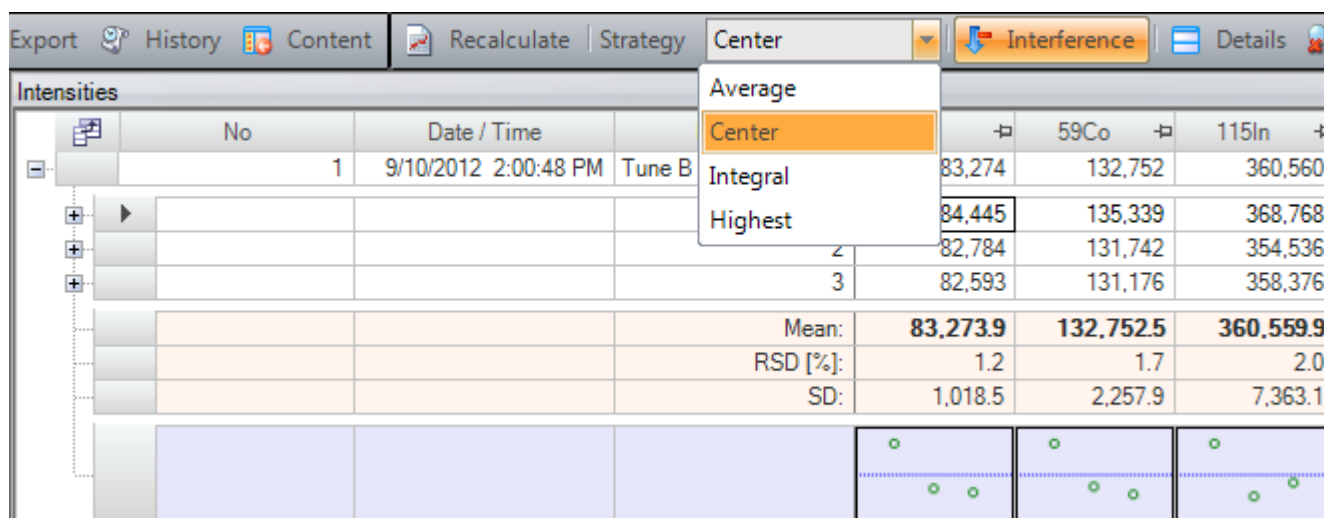 Export History Content Recalculate Strategy Center Interference Details
Intensities
Average
No Date / Time Center 59Co 115In
1 9/10/2012 2:00:48 PM Tune B Integral 83,274 132,752 360,560
Highest 84,445 135,339 368,768
2 82,784 131,742 354,536
3 82,593 131,176 358,376
Mean: 83,273.9 132,752.5 360,559.9
RSD [%]: 1.2 1.7 2.0
SD: 1,018.5 2,257.9 7,363.1